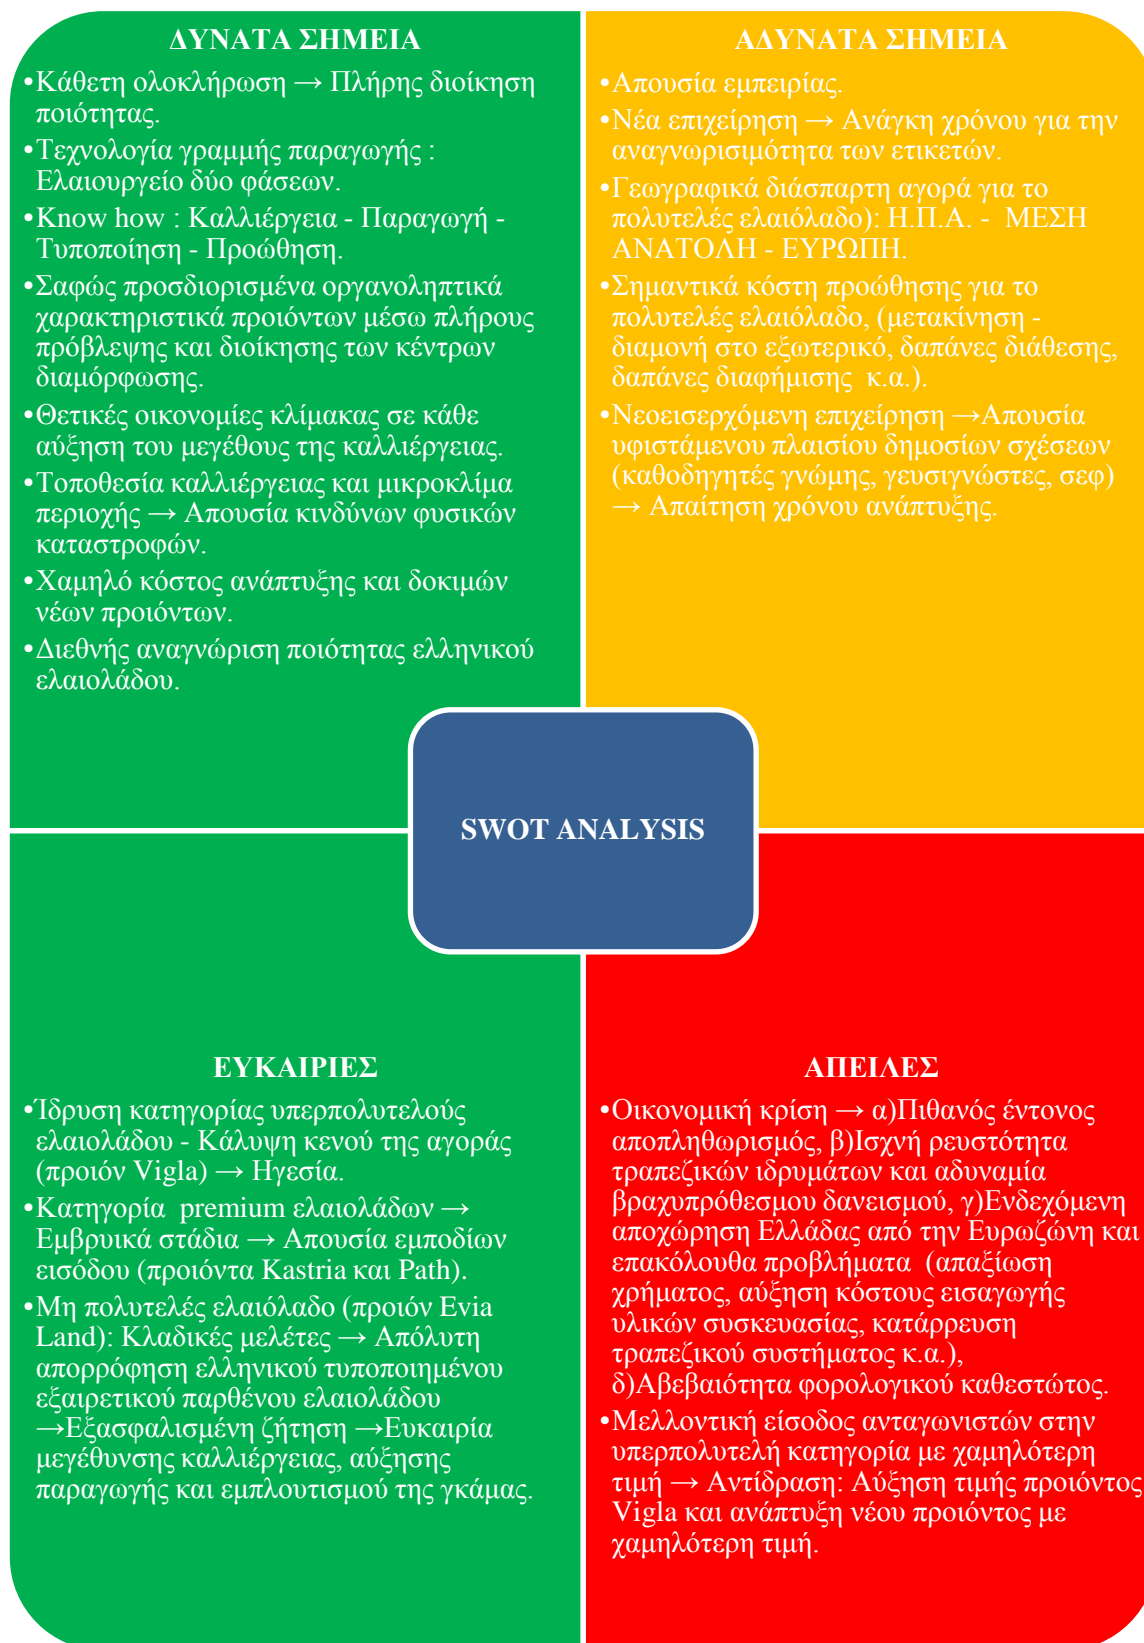 ΔΥΝΑΤΑ ΣΗΜΕΙΑ
•Κάθετη ολοκλήρωση → Πλήρης διοίκηση
ποιότητας.
•Τεχνολογία γραμμής παραγωγής :
Ελαιουργείο δύο φάσεων.
•Know how : Καλλιέργεια - Παραγωγή -
Τυποποίηση - Προώθηση.
•Σαφώς προσδιορισμένα οργανοληπτικά
χαρακτηριστικά προιόντων μέσω πλήρους
πρόβλεψης και διοίκησης των κέντρων
διαμόρφωσης.
•Θετικές οικονομίες κλίμακας σε κάθε
αύξηση του μεγέθους της καλλιέργειας.
•Τοποθεσία καλλιέργειας και μικροκλίμα
περιοχής → Απουσία κινδύνων φυσικών
καταστροφών.
•Χαμηλό κόστος ανάπτυξης και δοκιμών
νέων προιόντων.
•Διεθνής αναγνώριση ποιότητας ελληνικού
ελαιολάδου.
ΑΔΥΝΑΤΑ ΣΗΜΕΙΑ
•Απουσία εμπειρίας.
•Νέα επιχείρηση → Ανάγκη χρόνου για την
αναγνωρισιμότητα των ετικετών.
•Γεωγραφικά διάσπαρτη αγορά για το
πολυτελές ελαιόλαδο): Η.Π.Α. - ΜΕΣΗ
ΑΝΑΤΟΛΗ - ΕΥΡΩΠΗ.
•Σημαντικά κόστη προώθησης για το
πολυτελές ελαιόλαδο, (μετακίνηση -
διαμονή στο εξωτερικό, δαπάνες διάθεσης,
δαπάνες διαφήμισης κ.α.).
•Νεοεισερχόμενη επιχείρηση →Απουσία
υφιστάμενου πλαισίου δημοσίων σχέσεων
(καθοδηγητές γνώμης, γευσιγνώστες, σεφ)
→ Απαίτηση χρόνου ανάπτυξης.
SWOT ANALYSIS
ΕΥΚΑΙΡΙΕΣ
•Ίδρυση κατηγορίας υπερπολυτελούς
ελαιολάδου - Κάλυψη κενού της αγοράς
(προιόν Vigla) → Ηγεσία.
•Κατηγορία premium ελαιολάδων →
Εμβρυικά στάδια → Απουσία εμποδίων
εισόδου (προιόντα Kastria και Path).
•Μη πολυτελές ελαιόλαδο (προιόν Evia
Land): Κλαδικές μελέτες → Απόλυτη
απορρόφηση ελληνικού τυποποιημένου
εξαιρετικού παρθένου ελαιολάδου
→Εξασφαλισμένη ζήτηση →Ευκαιρία
μεγέθυνσης καλλιέργειας, αύξησης
παραγωγής και εμπλουτισμού της γκάμας.
ΑΠΕΙΛΕΣ
•Οικονομική κρίση → α)Πιθανός έντονος
αποπληθωρισμός, β)Ισχνή ρευστότητα
τραπεζικών ιδρυμάτων και αδυναμία
βραχυπρόθεσμου δανεισμού, γ)Ενδεχόμενη
αποχώρηση Ελλάδας από την Ευρωζώνη και
επακόλουθα προβλήματα (απαξίωση
χρήματος, αύξηση κόστους εισαγωγής
υλικών συσκευασίας, κατάρρευση
τραπεζικού συστήματος κ.α.),
δ)Αβεβαιότητα φορολογικού καθεστώτος.
•Μελλοντική είσοδος ανταγωνιστών στην
υπερπολυτελή κατηγορία με χαμηλότερη
τιμή → Αντίδραση: Αύξηση τιμής προιόντος
Vigla και ανάπτυξη νέου προιόντος με
χαμηλότερη τιμή.